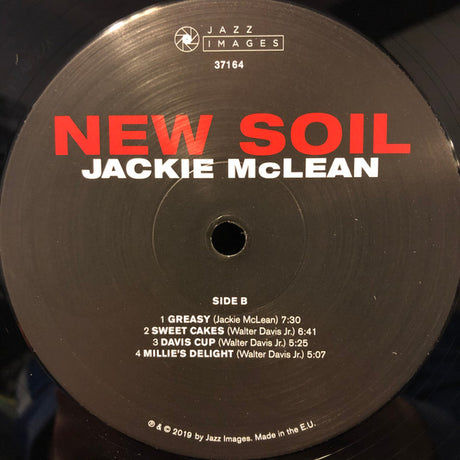 JAZZ
IMAGES
37164
NEW SOIL
JACKIE McLEAN
SIDE B
1 GREASY (Jackie McLean) 7:30
2 SWEET CAKES (Walter Davis Jr.) 6:41
3 DAVIS CUP (Walter Davis Jr.) 5:25
4 MILLIE'S DELIGHT (Walter Davis Jr.) 5:07
℗ & © 2019 by Jazz Images. Made in the E.U.